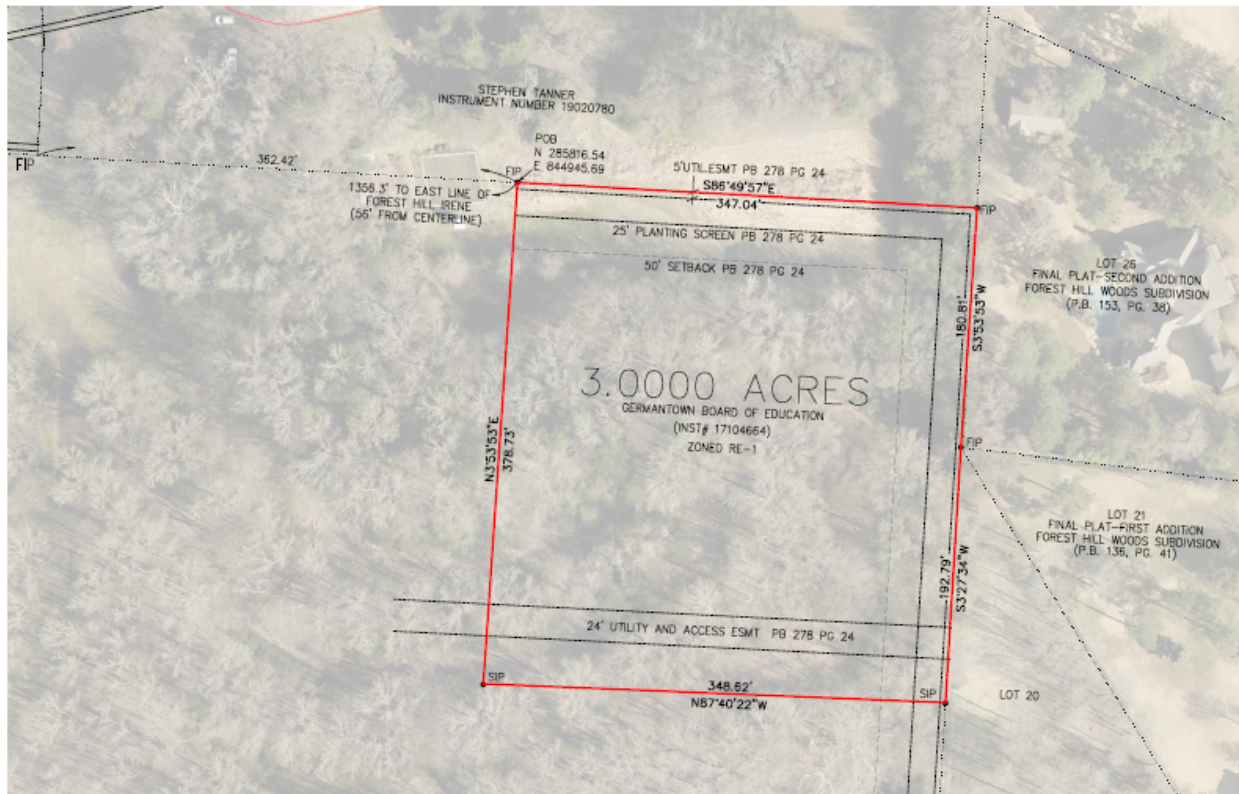 STEPHEN TANNER
INSTRUMENT NUMBER 19020780
FIP
362.42'
POB
N 285816.54
E 844945.69
FIP
1358.3' TO EAST LINE OF
FOREST HILL IRENE
(56' FROM CENTERLINE)
5'UTIL.ESMT PB 278 PG 24
S86°49'57"E
347.04'
FIP
25' PLANTING SCREEN PB 278 PG 24
50' SETBACK PB 278 PG 24
LOT 26
FINAL PLAT-SECOND ADDITION
FOREST HILL WOODS SUBDIVISION
(P.B. 153, PG. 38)
180.81'
S3°53'53"W
3.0000 ACRES
GERMANTOWN BOARD OF EDUCATION
(INST# 17104664)
ZONED RE-1
N3°53'53"E
378.73'
FIP
LOT 21
FINAL PLAT-FIRST ADDITION
FOREST HILL WOODS SUBDIVISION
(P.B. 136, PG. 41)
192.79'
S3°27'34"W
24' UTILITY AND ACCESS ESMT PB 278 PG 24
SIP
348.62'
N87°40'22"W
SIP
LOT 20